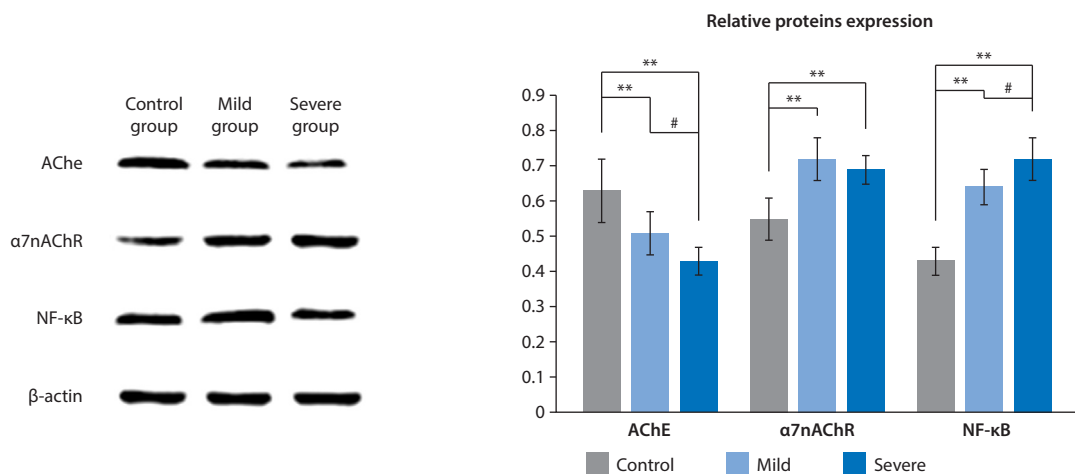 Control group
Mild group
Severe group
AChe
α7nAChR
NF-κB
β-actin
Relative proteins expression
**
**
#
**
**
**
**
#
0.9
0.8
0.7
0.6
0.5
0.4
0.3
0.2
0.1
0
AChE
α7nAChR
NF-κB
Control
Mild
Severe